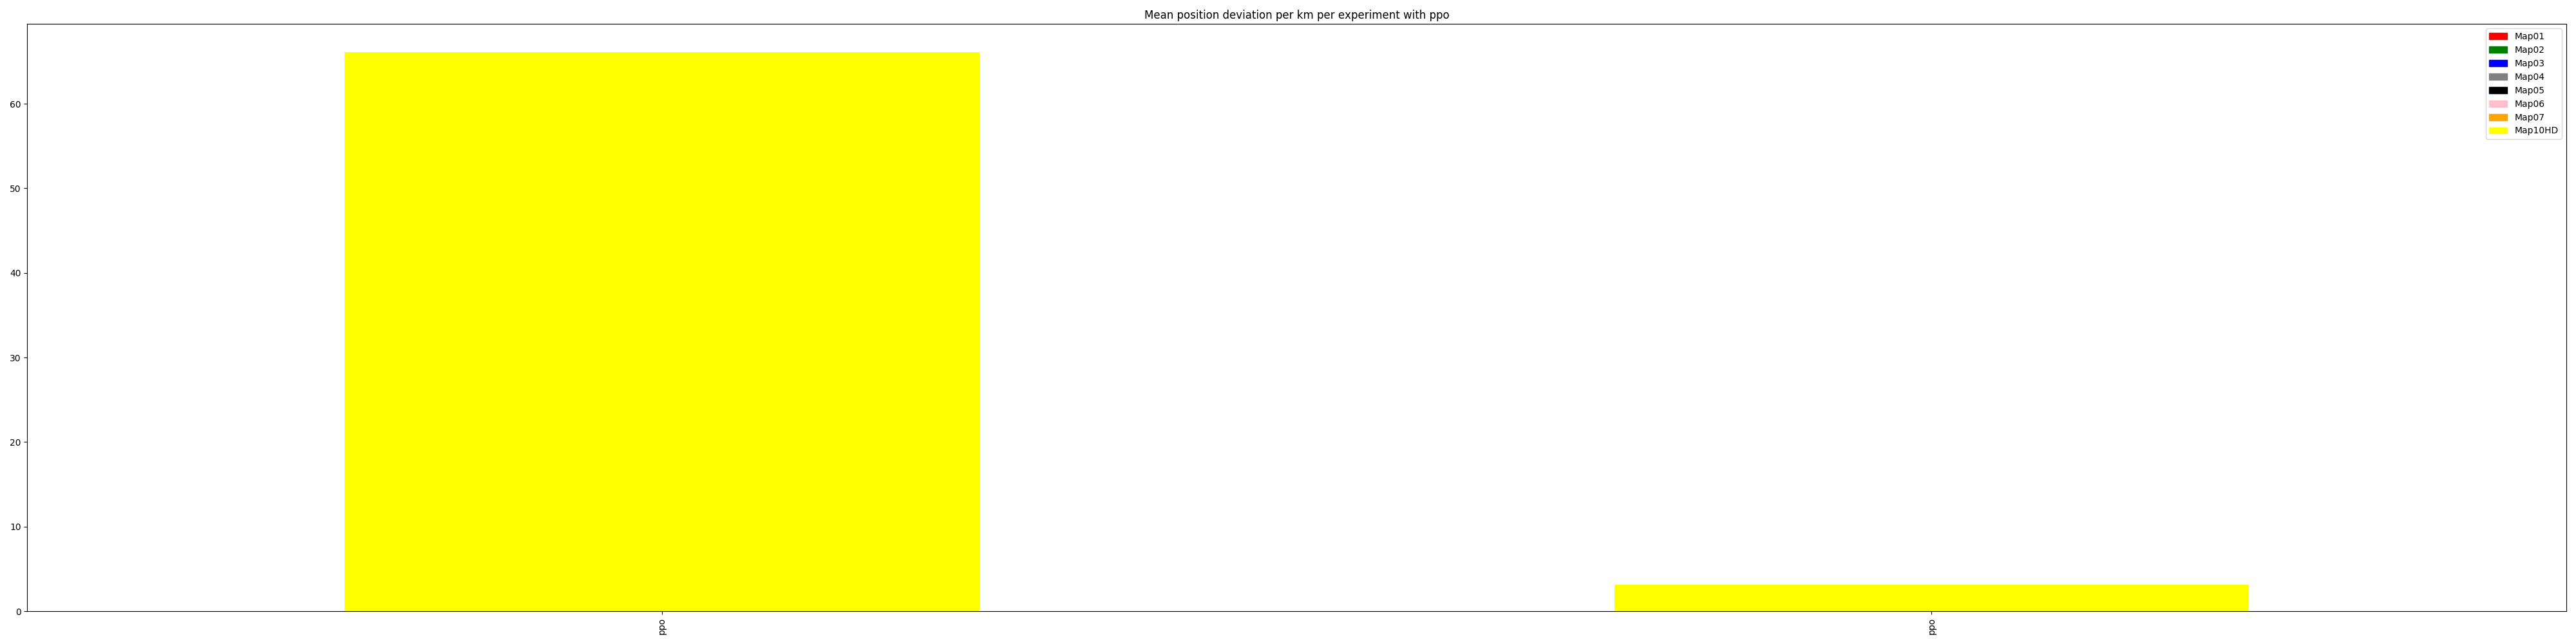 Mean position deviation per km per experiment with ppo
Map01
Map02
Map03
Map04
Map05
Map06
Map07
Map10HD
60
50
40
30
20
10
0
ppo
ppo